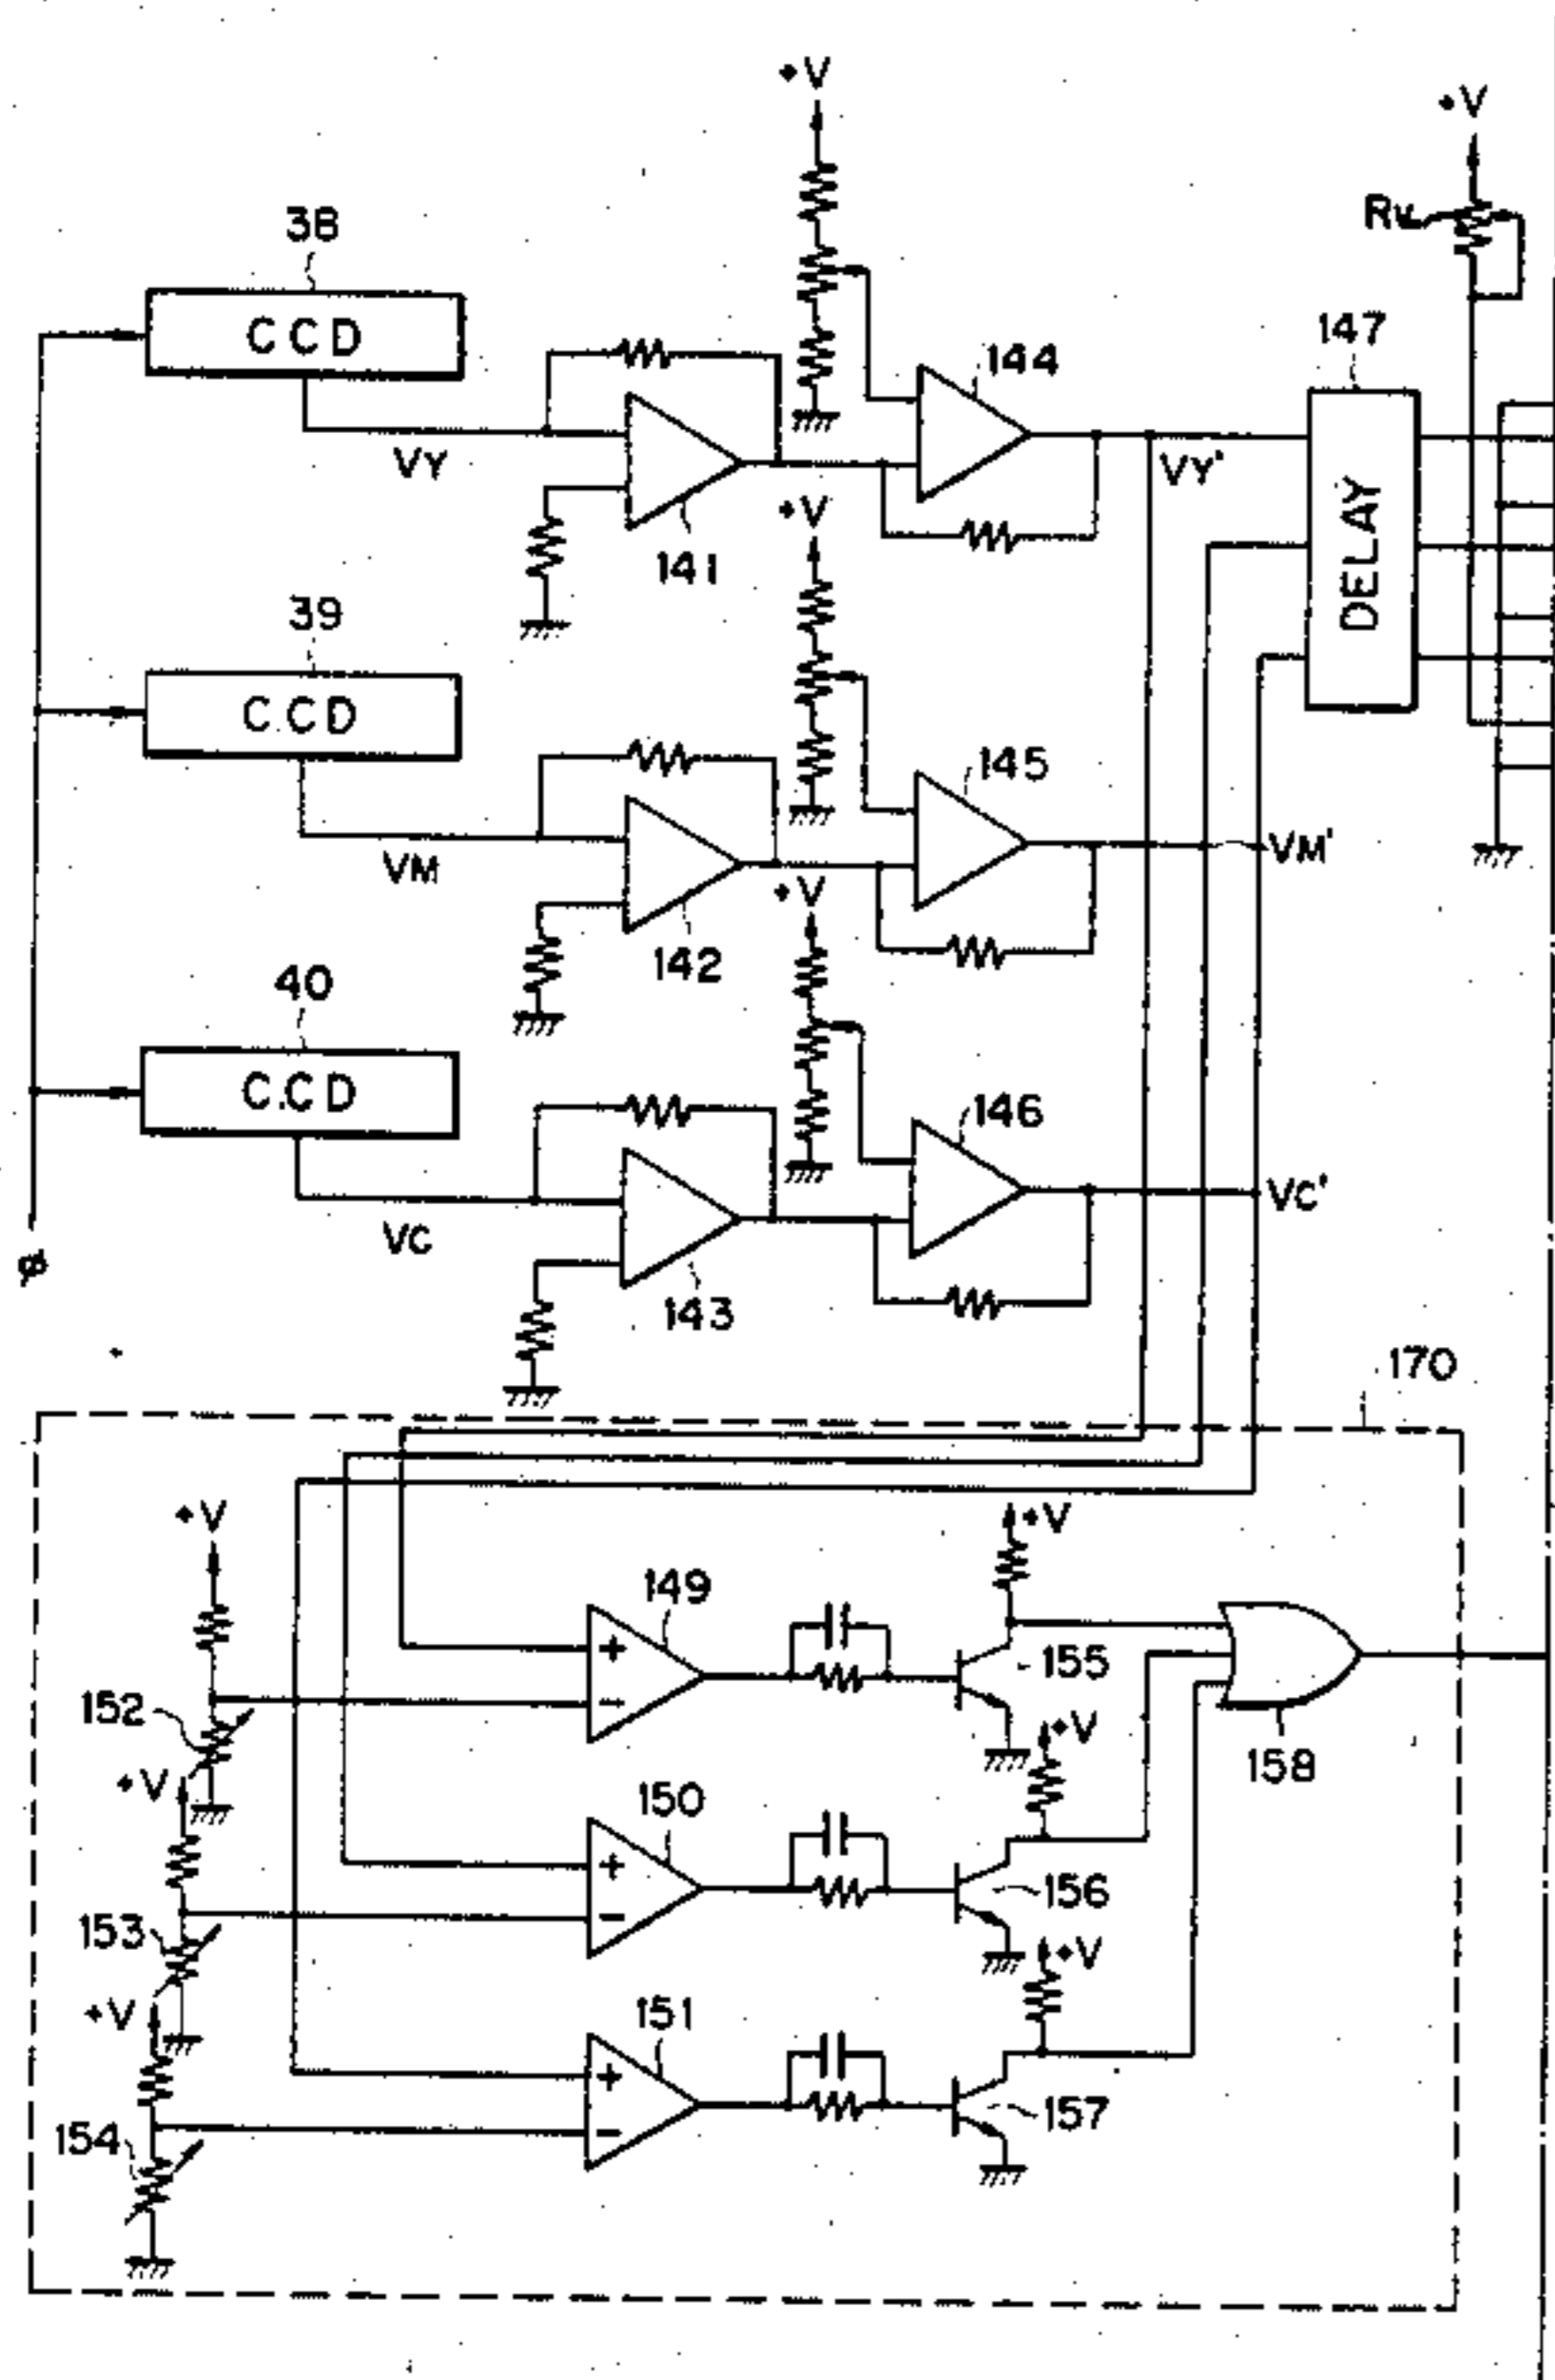 +V
+V
Rv
38
CCD
147
144
VY
VY'
DELAY
141
+V
39
CCD
145
VM
VM'
142
+V
40
CCD
146
VC
VC'
143
ø
170
+V
+V
149
+
-
155
152
158
+V
+V
150
+
-
156
153
+V
+V
151
+
-
157
154